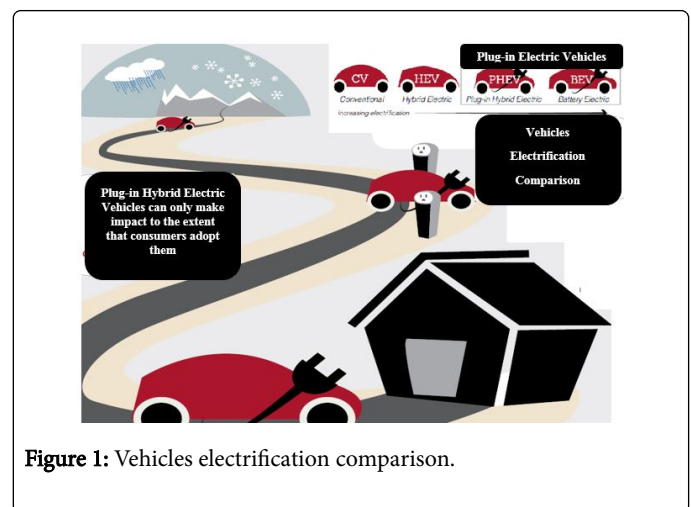 Plug-in Electric Vehicles
CV
HEV
PHEV
BEV
Conventional
Hybrid Electric
Plug-in Hybrid Electric
Battery Electric
Increasing electrification
Vehicles
Electrification
Comparison
Plug-in Hybrid Electric
Vehicles can only make
impact to the extent
that consumers adopt
them
Figure 1: Vehicles electrification comparison.